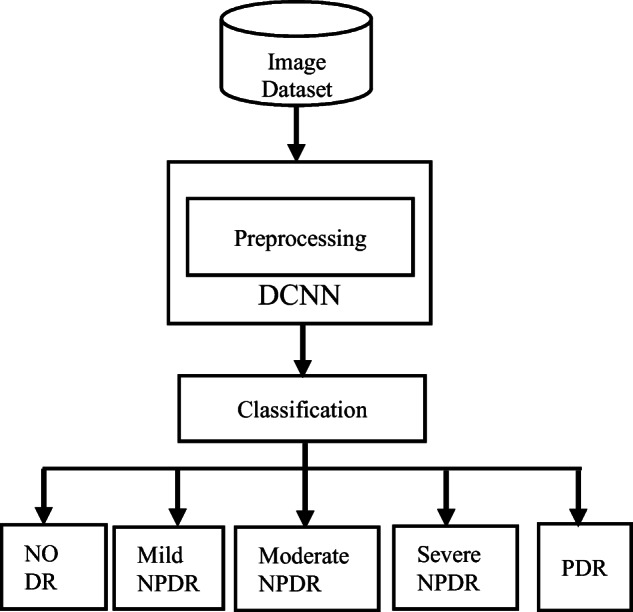 Image
Dataset
Preprocessing
DCNN
Classification
NO
DR
Mild
NPDR
Moderate
NPDR
Severe
NPDR
PDR